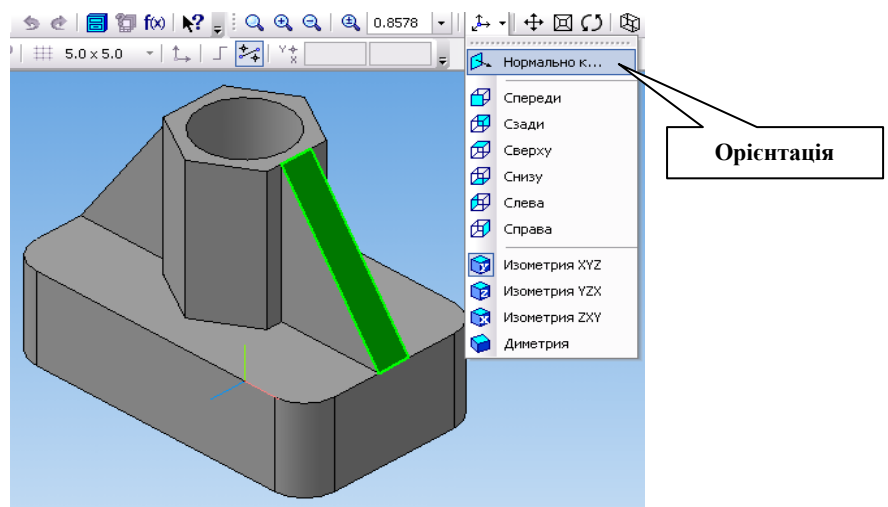 f(x)
0.8578
5.0 x 5.0
Y
X
Нормально к...
Спереди
Сзади
Сверху
Снизу
Слева
Справа
Y
Изометрия XYZ
Z
Изометрия YZX
X
Изометрия ZXY
Диметрия
Орієнтація